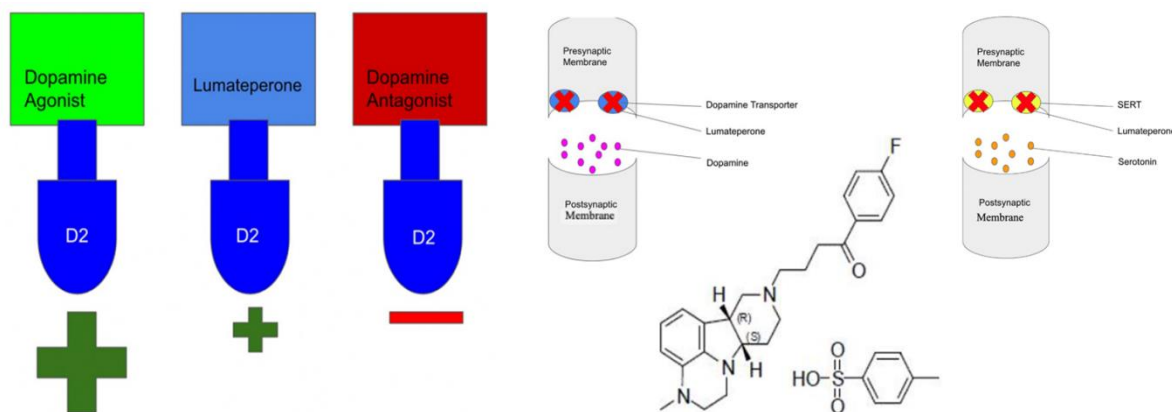 Dopamine
Agonist
D2
Lumateperone
D2
Dopamine
Antagonist
D2
Presynaptic
Membrane
Dopamine Transporter
Lumateperone
Dopamine
Postsynaptic
Membrane
Presynaptic
Membrane
SERT
Lumateperone
Serotonin
Postsynaptic
Membrane
F
O
N
H
(R)
(S)
H
N
N
O
HO
S
O